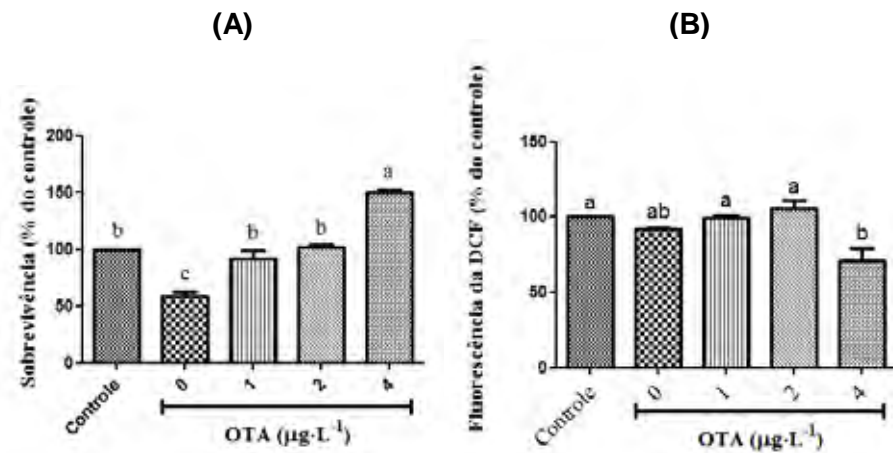 (A)
Sobrevivência (% do controle)
200
150
100
50
0
b
c
b
b
a
Controle
0
1
2
4
OTA (µg·L⁻¹)
(B)
Fluorescência da DCF (% do controle)
150
100
50
0
a
ab
a
a
b
Controle
0
1
2
4
OTA (µg·L⁻¹)